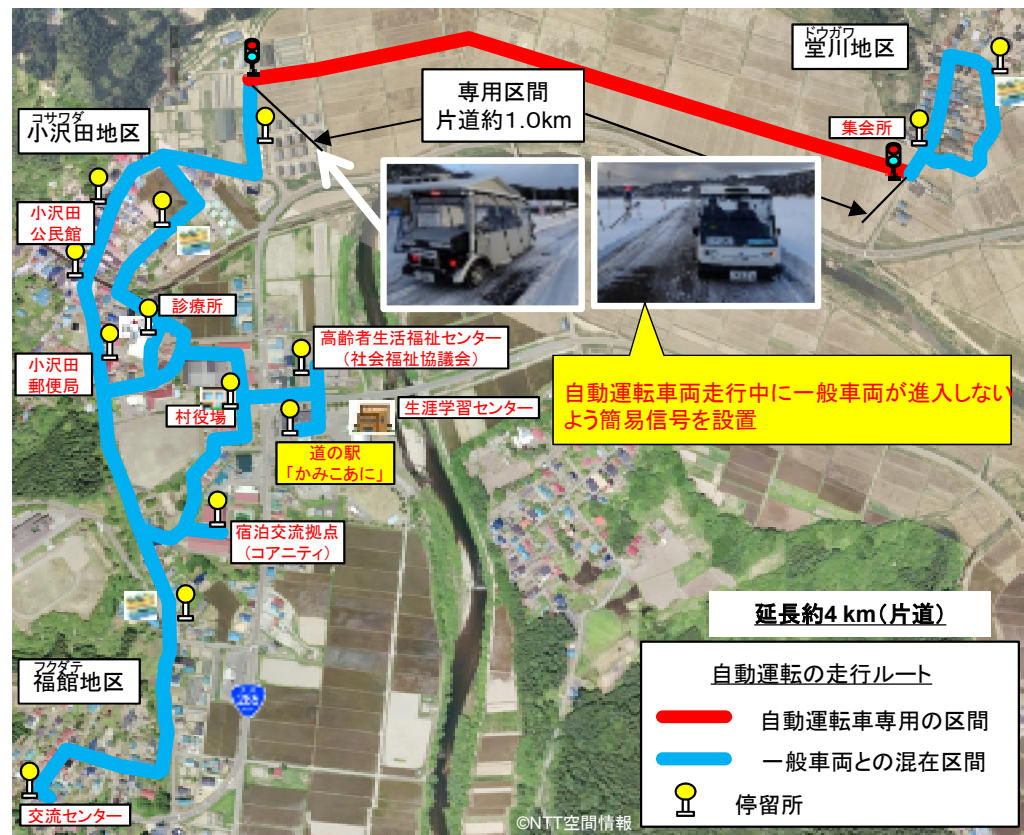 ドウガワ
堂川地区
専用区間
片道約1.0km
コサワダ
小沢田地区
集会所
小沢田
公民館
診療所
高齢者生活福祉センター
(社会福祉協議会)
小沢田
郵便局
自動運転車両走行中に一般車両が進入しない
よう簡易信号を設置
生涯学習センター
村役場
道の駅
「かみこあに」
宿泊交流拠点
(コアニティ)
延長約4 km(片道)
フクダテ
福館地区
285
自動運転の走行ルート
自動運転車専用の区間
一般車両との混在区間
停留所
交流センター
©NTT空間情報